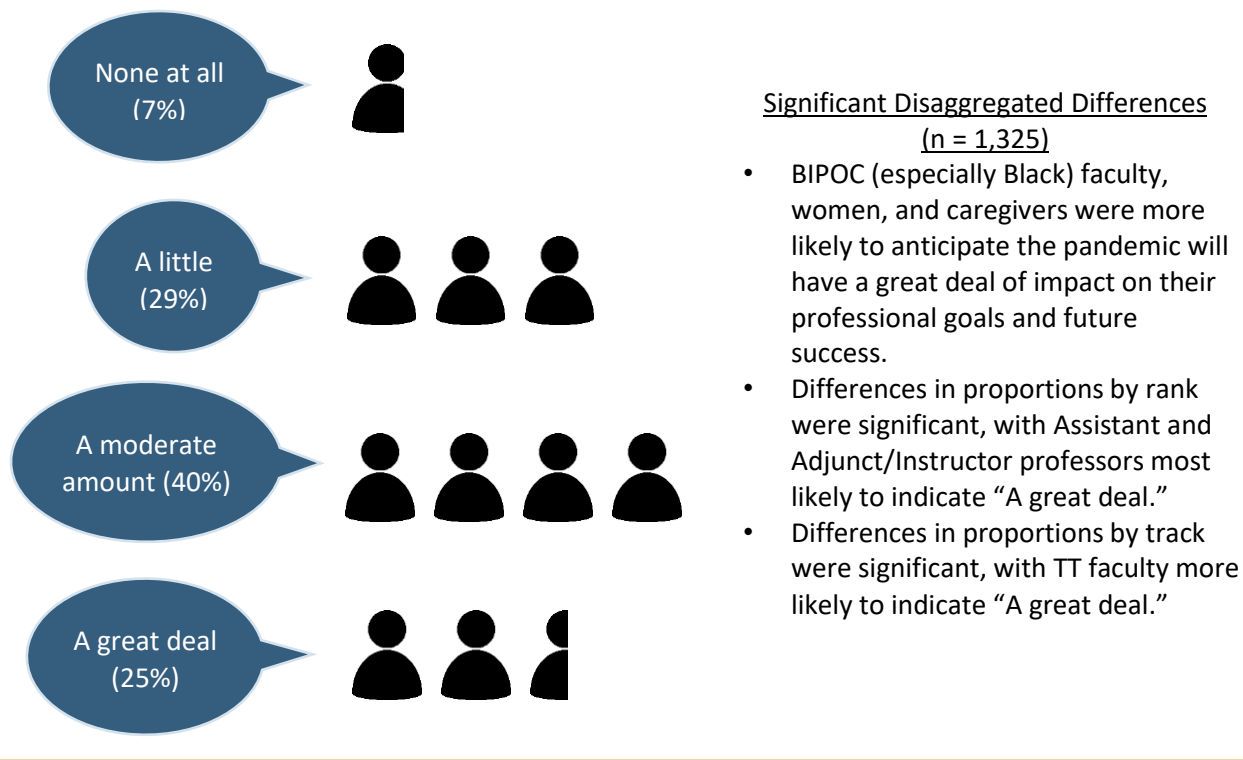 None at all
(7%)
A little
(29%)
A moderate
amount (40%)
A great deal
(25%)
Significant Disaggregated Differences
(n = 1,325)
• BIPOC (especially Black) faculty,
women, and caregivers were more
likely to anticipate the pandemic will
have a great deal of impact on their
professional goals and future
success.
• Differences in proportions by rank
were significant, with Assistant and
Adjunct/Instructor professors most
likely to indicate “A great deal.”
• Differences in proportions by track
were significant, with TT faculty more
likely to indicate “A great deal.”